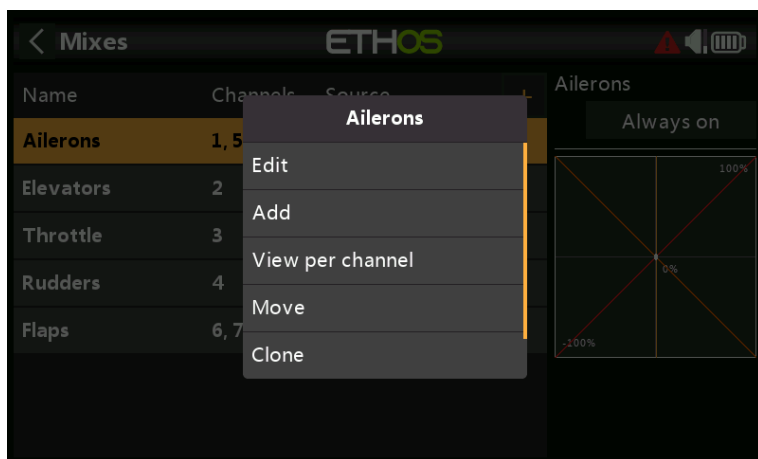 Mixes
ETHOS
Name Channels Source +
Ailerons
Always on
Ailerons 1, 5
Elevators 2
Throttle 3
Rudders 4
Flaps 6, 7
Ailerons
Edit
Add
View per channel
Move
Clone
100%
0%
-100%